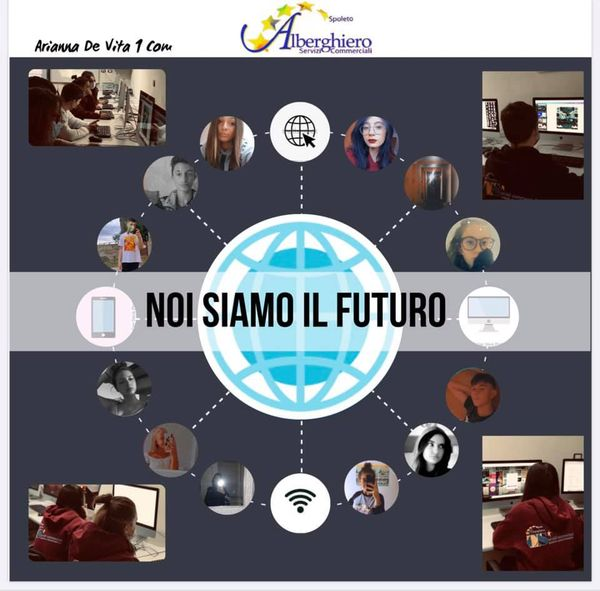 Spoleto
Arianna De Vita 1 Com
Alberghiero
Servizi Commerciali
NOI SIAMO IL FUTURO